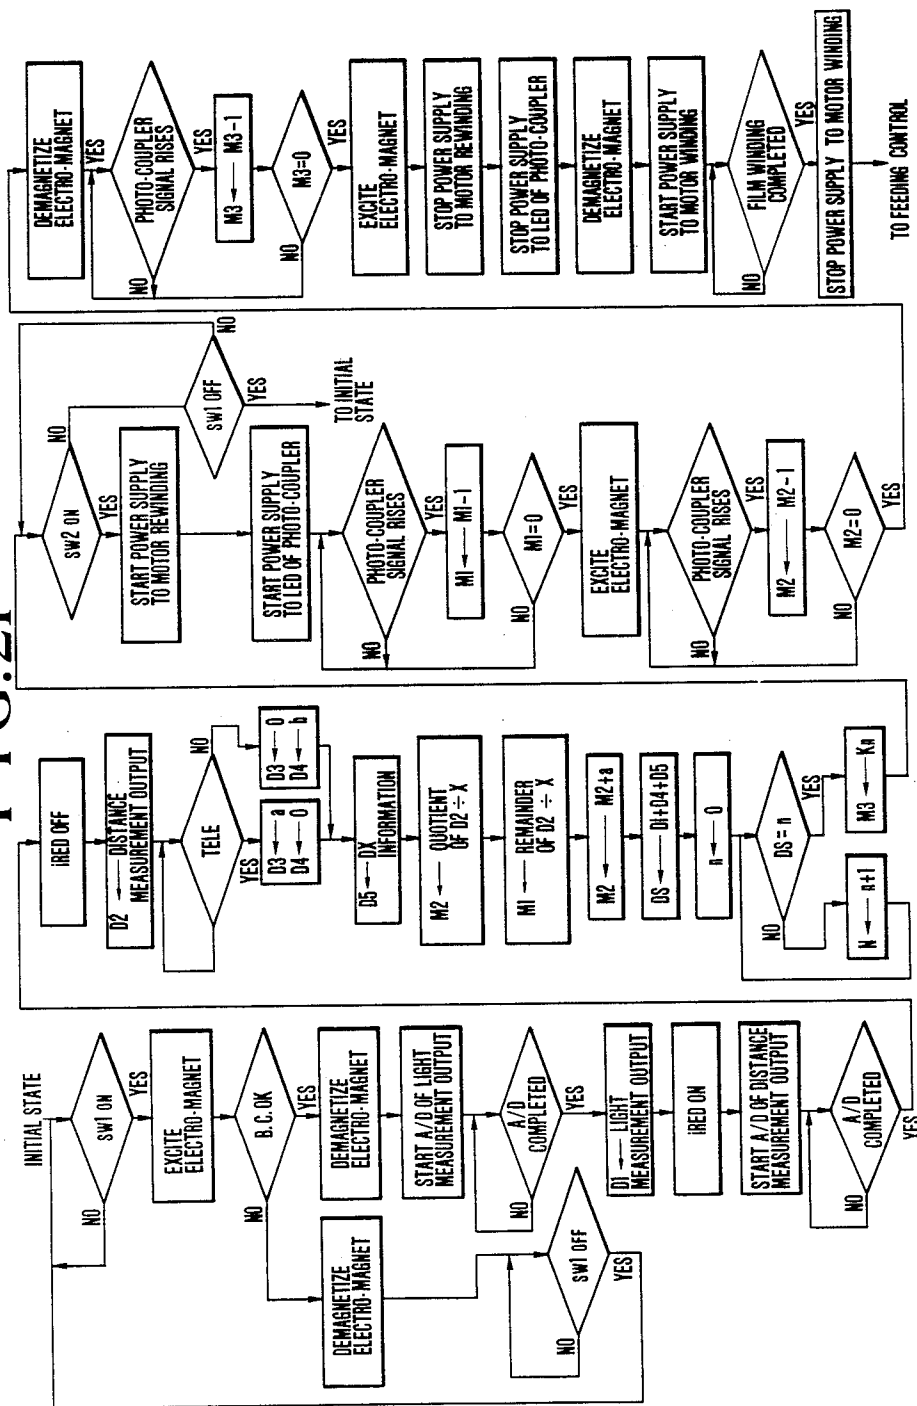 INITIAL STATE
SW1 ON
NO
YES
EXCITE
ELECTRO-MAGNET
B.C. OK
NO
YES
DEMAGNETIZE
ELECTRO-MAGNET
SW1 OFF
NO
YES
DEMAGNETIZE
ELECTRO-MAGNET
START A/D OF LIGHT
MEASUREMENT OUTPUT
A/D
COMPLETED
NO
YES
D1 ← LIGHT
MEASUREMENT OUTPUT
iRED ON
START A/D OF DISTANCE
MEASUREMENT OUTPUT
A/D
COMPLETED
NO
YES
iRED OFF
D2 ← DISTANCE
MEASUREMENT OUTPUT
TELE
NO
YES
D3 ← a
D4 ← 0
D3 ← 0
D4 ← b
D5 ← DX
INFORMATION
M2 ← QUOTIENT
OF D2 ÷ X
M1 ← REMAINDER
OF D2 ÷ X
M2 ← M2+a
DS ← D1+D4+D5
n ← 0
DS = n
NO
YES
N ← n+1
M3 ← Kn
SW2 ON
NO
YES
SW1 OFF
NO
YES
TO INITIAL
STATE
START POWER SUPPLY
TO MOTOR REWINDING
START POWER SUPPLY
TO LED OF PHOTO-COUPLER
PHOTO-COUPLER
SIGNAL RISES
NO
YES
M1 ← M1-1
M1=0
NO
YES
EXCITE
ELECTRO-MAGNET
PHOTO-COUPLER
SIGNAL RISES
NO
YES
M2 ← M2-1
M2=0
NO
YES
DEMAGNETIZE
ELECTRO-MAGNET
YES
PHOTO-COUPLER
SIGNAL RISES
NO
YES
M3 ← M3-1
M3=0
NO
YES
EXCITE
ELECTRO-MAGNET
STOP POWER SUPPLY
TO MOTOR REWINDING
STOP POWER SUPPLY
TO LED OF PHOTO-COUPLER
DEMAGNETIZE
ELECTRO-MAGNET
START POWER SUPPLY
TO MOTOR WINDING
FILM WINDING
COMPLETED
NO
YES
STOP POWER SUPPLY TO MOTOR WINDING
TO FEEDING CONTROL